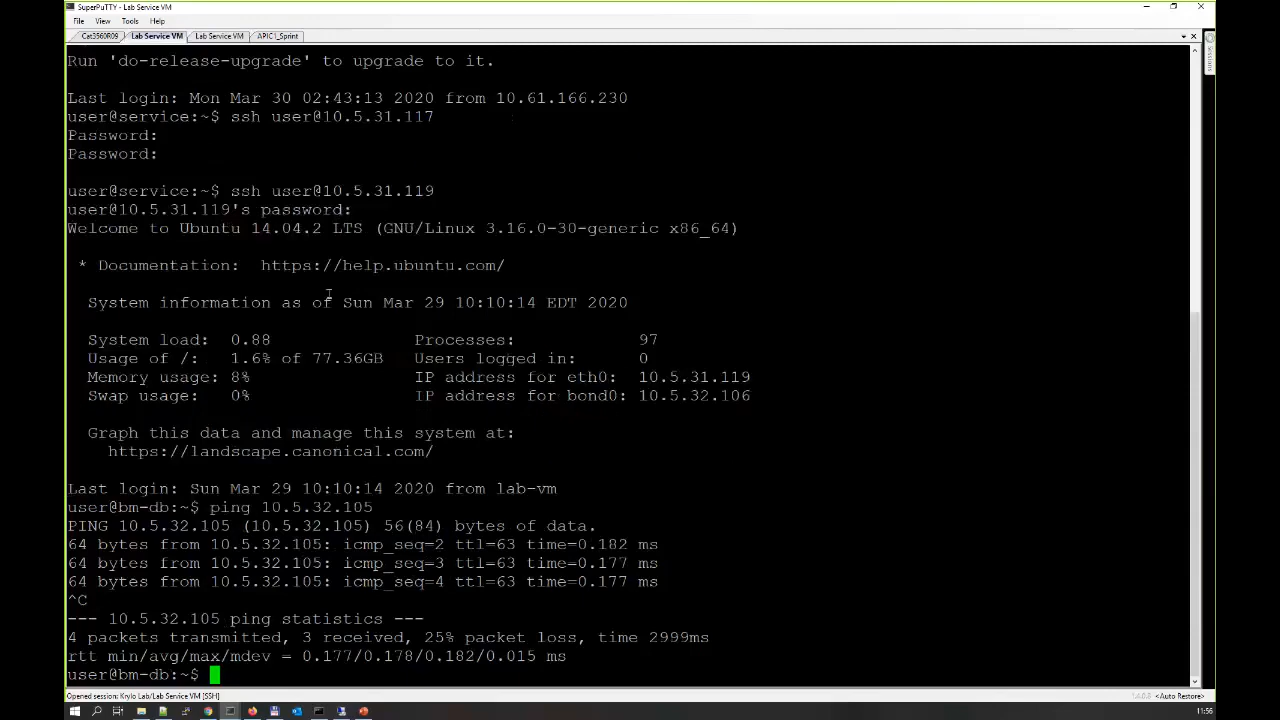 SuperPuTTY - Lab Service VM
File View Tools Help
Cat3560R09 Lab Service VM Lab Service VM APIC1_Sprint
Run 'do-release-upgrade' to upgrade to it.
Last login: Mon Mar 30 02:43:13 2020 from 10.61.166.230
user@service:~$ ssh user@10.5.31.117
Password:
Password:
user@service:~$ ssh user@10.5.31.119
user@10.5.31.119's password:
Welcome to Ubuntu 14.04.2 LTS (GNU/Linux 3.16.0-30-generic x86_64)
* Documentation: https://help.ubuntu.com/
System information as of Sun Mar 29 10:10:14 EDT 2020
System load: 0.88 Processes: 97
Usage of /: 1.6% of 77.36GB Users logged in: 0
Memory usage: 8% IP address for eth0: 10.5.31.119
Swap usage: 0% IP address for bond0: 10.5.32.106
Graph this data and manage this system at:
https://landscape.canonical.com/
Last login: Sun Mar 29 10:10:14 2020 from lab-vm
user@bm-db:~$ ping 10.5.32.105
PING 10.5.32.105 (10.5.32.105) 56(84) bytes of data.
64 bytes from 10.5.32.105: icmp_seq=2 ttl=63 time=0.182 ms
64 bytes from 10.5.32.105: icmp_seq=3 ttl=63 time=0.177 ms
64 bytes from 10.5.32.105: icmp_seq=4 ttl=63 time=0.177 ms
^C
--- 10.5.32.105 ping statistics ---
4 packets transmitted, 3 received, 25% packet loss, time 2999ms
rtt min/avg/max/mdev = 0.177/0.178/0.182/0.015 ms
user@bm-db:~$
Opened session: Krylo Lab/Lab Service VM [SSH] <Auto Restore>
11:56